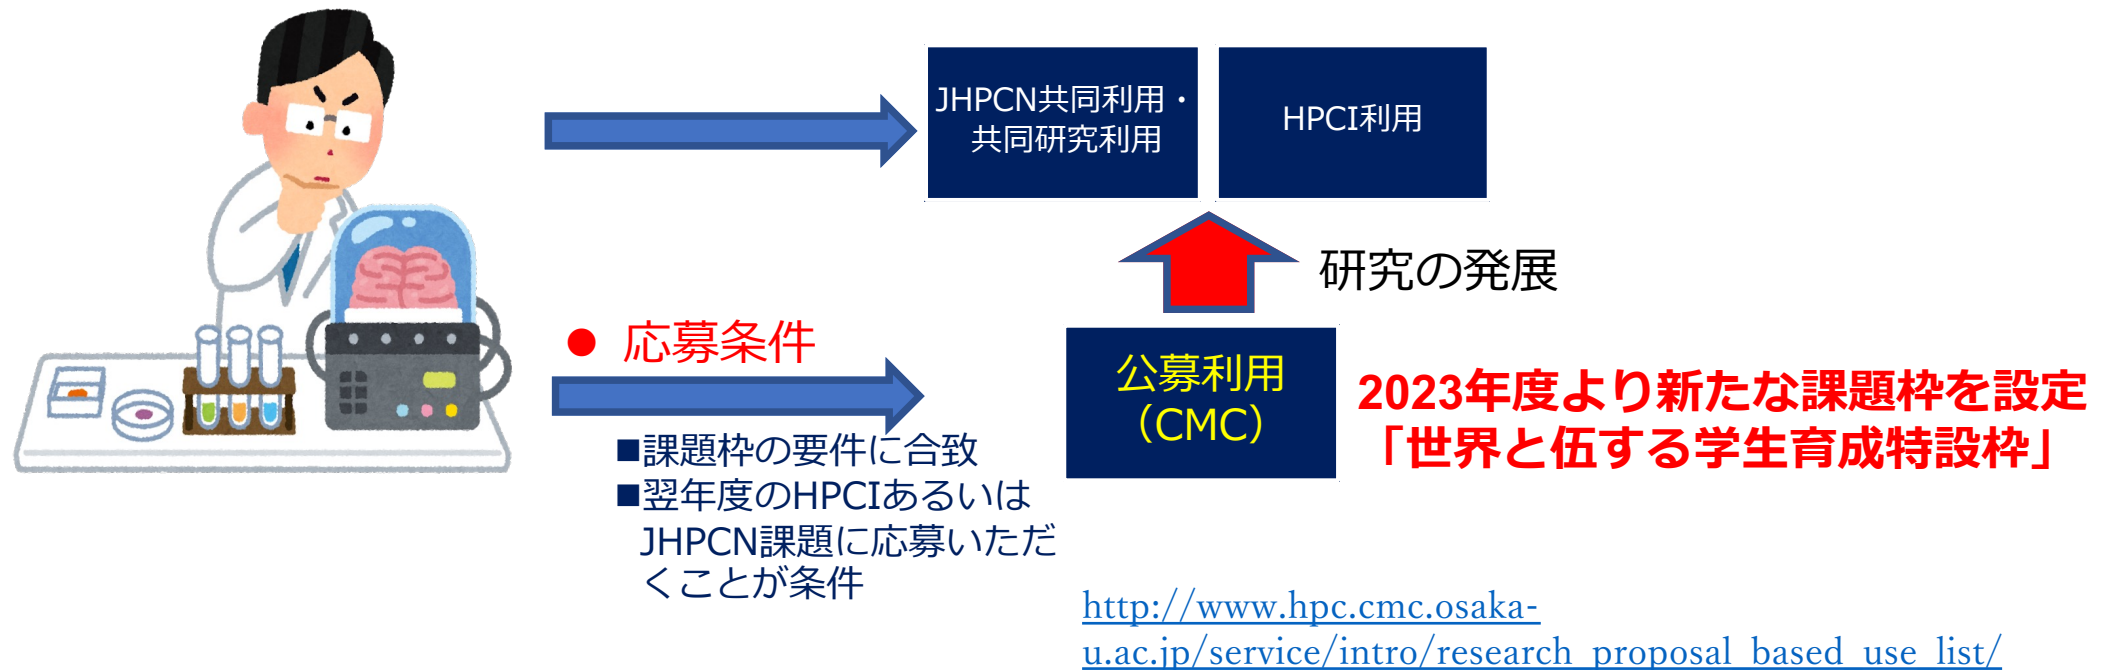 JHPCN共同利用・
共同研究利用
HPCI利用
研究の発展
● 応募条件
公募利用
（CMC）
2023年度より新たな課題枠を設定
「世界と伍する学生育成特設枠」
■課題枠の要件に合致
■翌年度のHPCIあるいは
JHPCN課題に応募いただ
くことが条件
http://www.hpc.cmc.osaka-
u.ac.jp/service/intro/research_proposal_based_use_list/